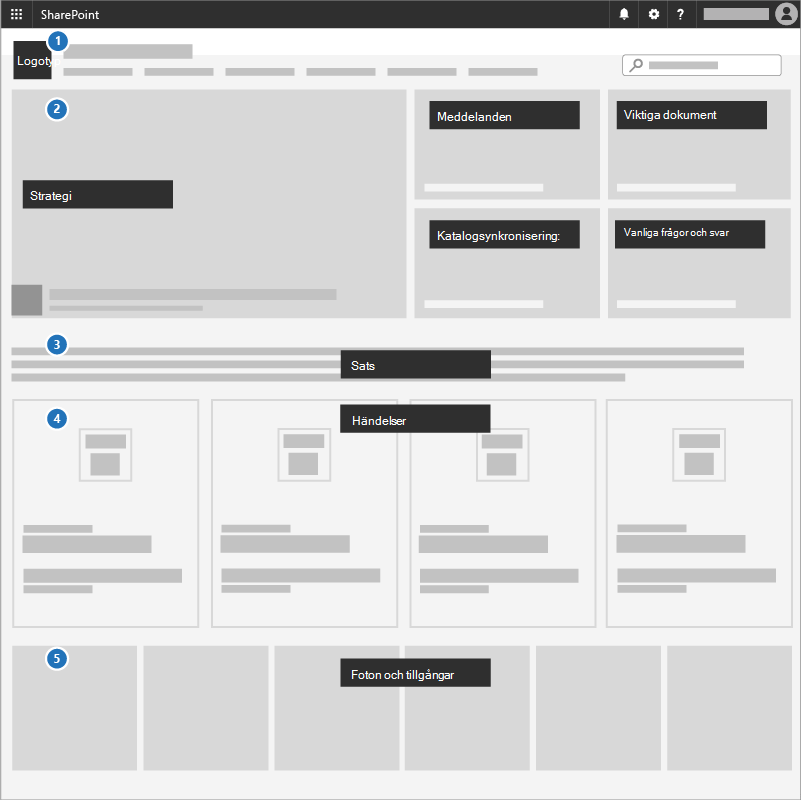 SharePoint
?
1
Logoty
2
Meddelanden
Viktiga dokument
Strategi
Katalogsynkronisering:
Vanliga frågor och svar
3
Sats
4
Händelser
5
Foton och tillgångar